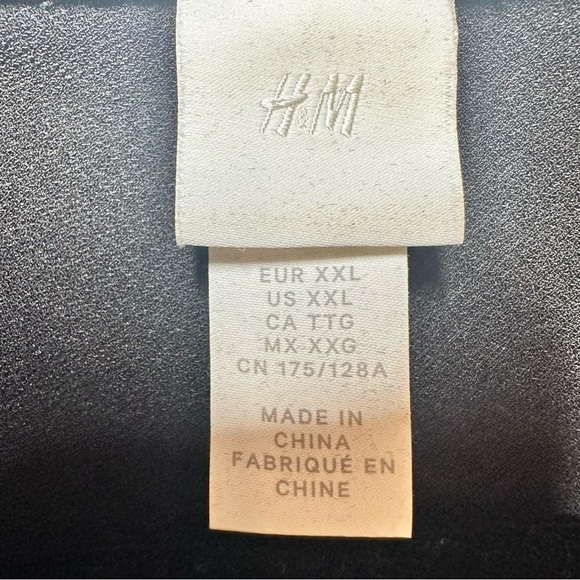 H&M
EUR XXL
US XXL
CA TTG
MX XXG
CN 175/128A
MADE IN
CHINA
FABRIQUÉ EN
CHINE